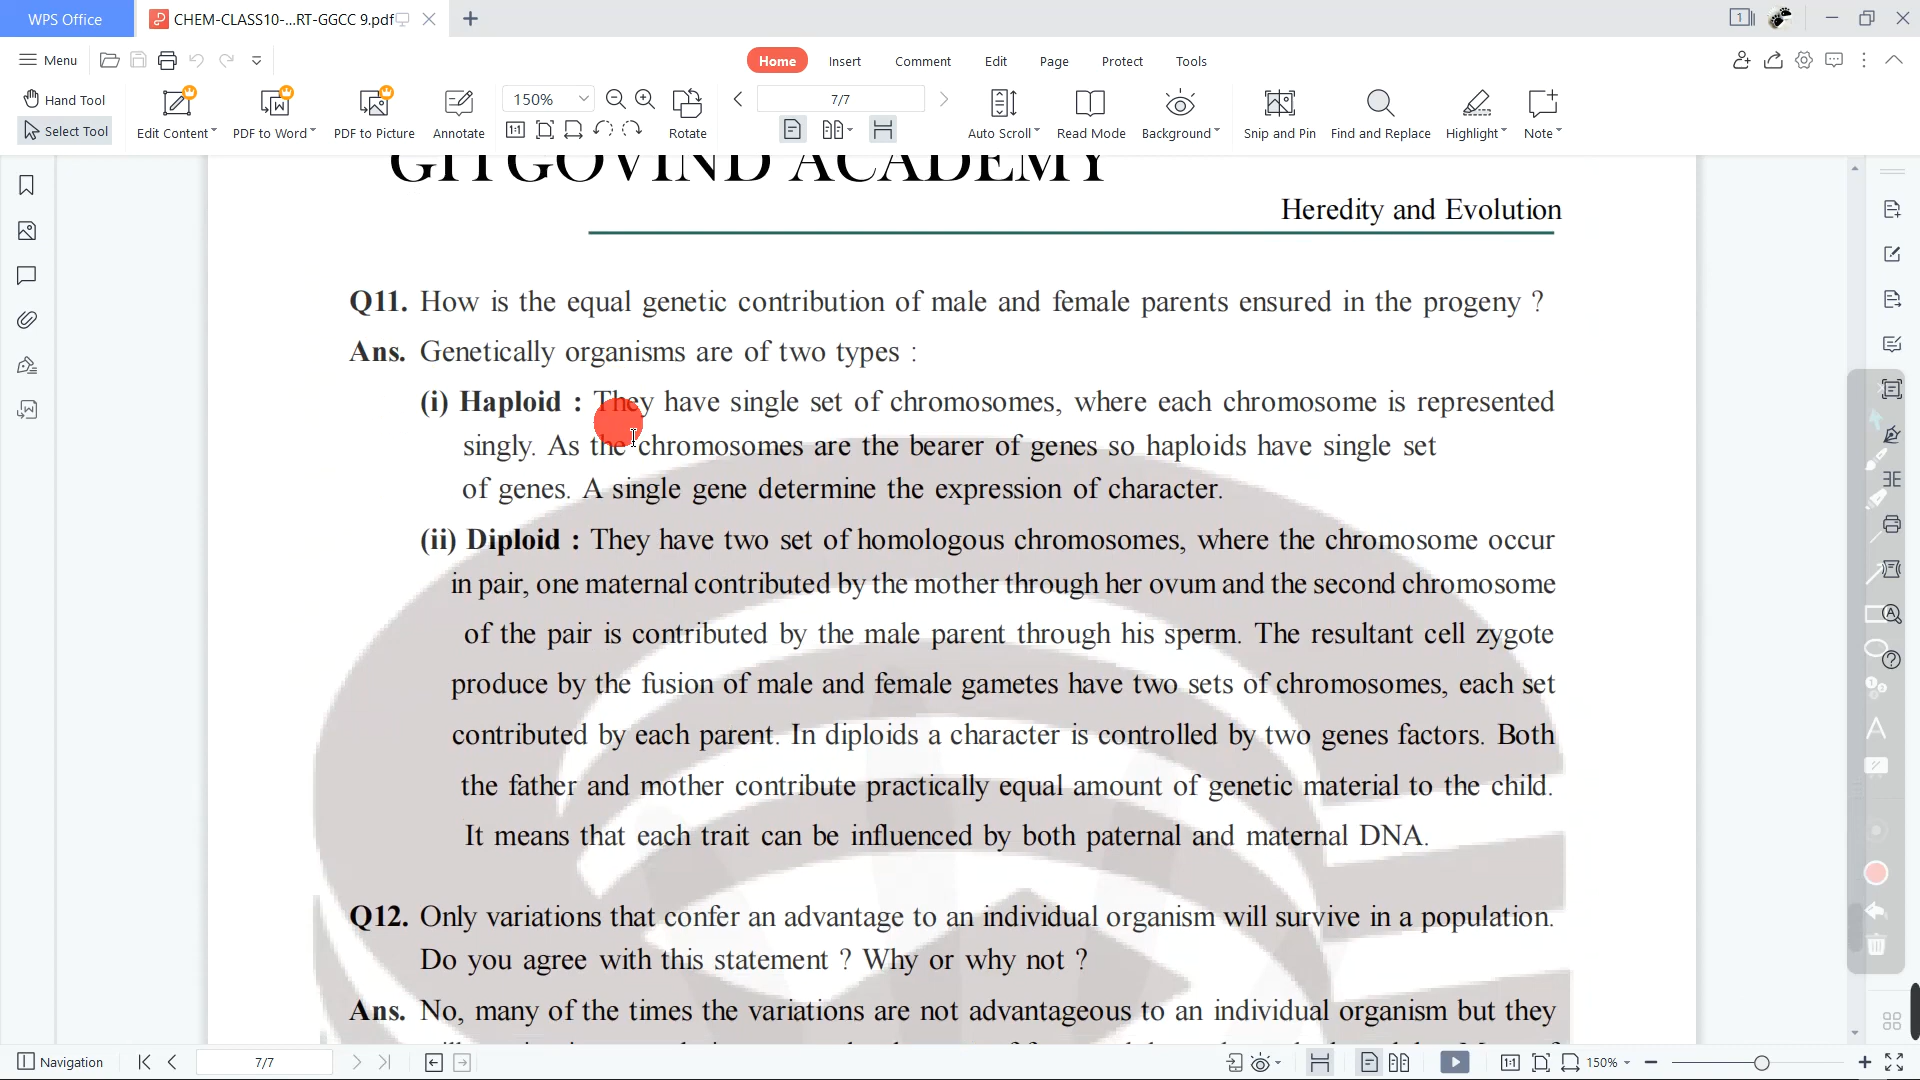 WPS Office
CHEM-CLASS10-...RT-GGCC 9.pdf
Menu
Home
Insert
Comment
Edit
Page
Protect
Tools
Hand Tool
Select Tool
Edit Content
PDF to Word
PDF to Picture
Annotate
150%
Rotate
7/7
Auto Scroll
Read Mode
Background
Snip and Pin
Find and Replace
Highlight
Note
GITGOVIND ACADEMY
Heredity and Evolution
Q11. How is the equal genetic contribution of male and female parents ensured in the progeny ?
Ans. Genetically organisms are of two types :
(i) Haploid : They have single set of chromosomes, where each chromosome is represented
singly. As the chromosomes are the bearer of genes so haploids have single set
of genes. A single gene determine the expression of character.
(ii) Diploid : They have two set of homologous chromosomes, where the chromosome occur
in pair, one maternal contributed by the mother through her ovum and the second chromosome
of the pair is contributed by the male parent through his sperm. The resultant cell zygote
produce by the fusion of male and female gametes have two sets of chromosomes, each set
contributed by each parent. In diploids a character is controlled by two genes factors. Both
the father and mother contribute practically equal amount of genetic material to the child.
It means that each trait can be influenced by both paternal and maternal DNA.
Q12. Only variations that confer an advantage to an individual organism will survive in a population.
Do you agree with this statement ? Why or why not ?
Ans. No, many of the times the variations are not advantageous to an individual organism but they
Navigation
7/7
150%